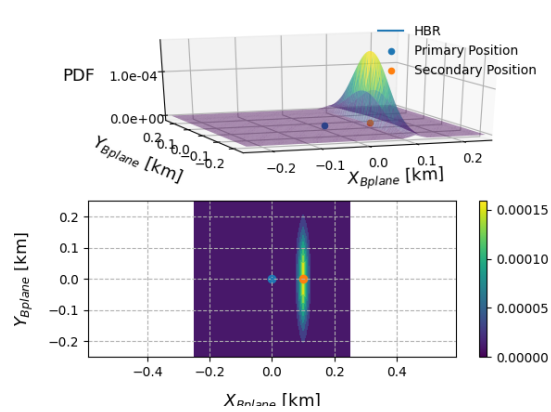 HBR
Primary Position
Secondary Position
PDF
1.0e-04
0.0e+00
0.2
0.1
0.0
-0.1
-0.2
Y_Bplane [km]
-0.2
-0.1
0.0
0.1
0.2
X_Bplane [km]
0.2
0.1
0.0
−0.1
−0.2
Y_Bplane [km]
−0.4
−0.2
0.0
0.2
0.4
X_Bplane [km]
0.00015
0.00010
0.00005
0.00000